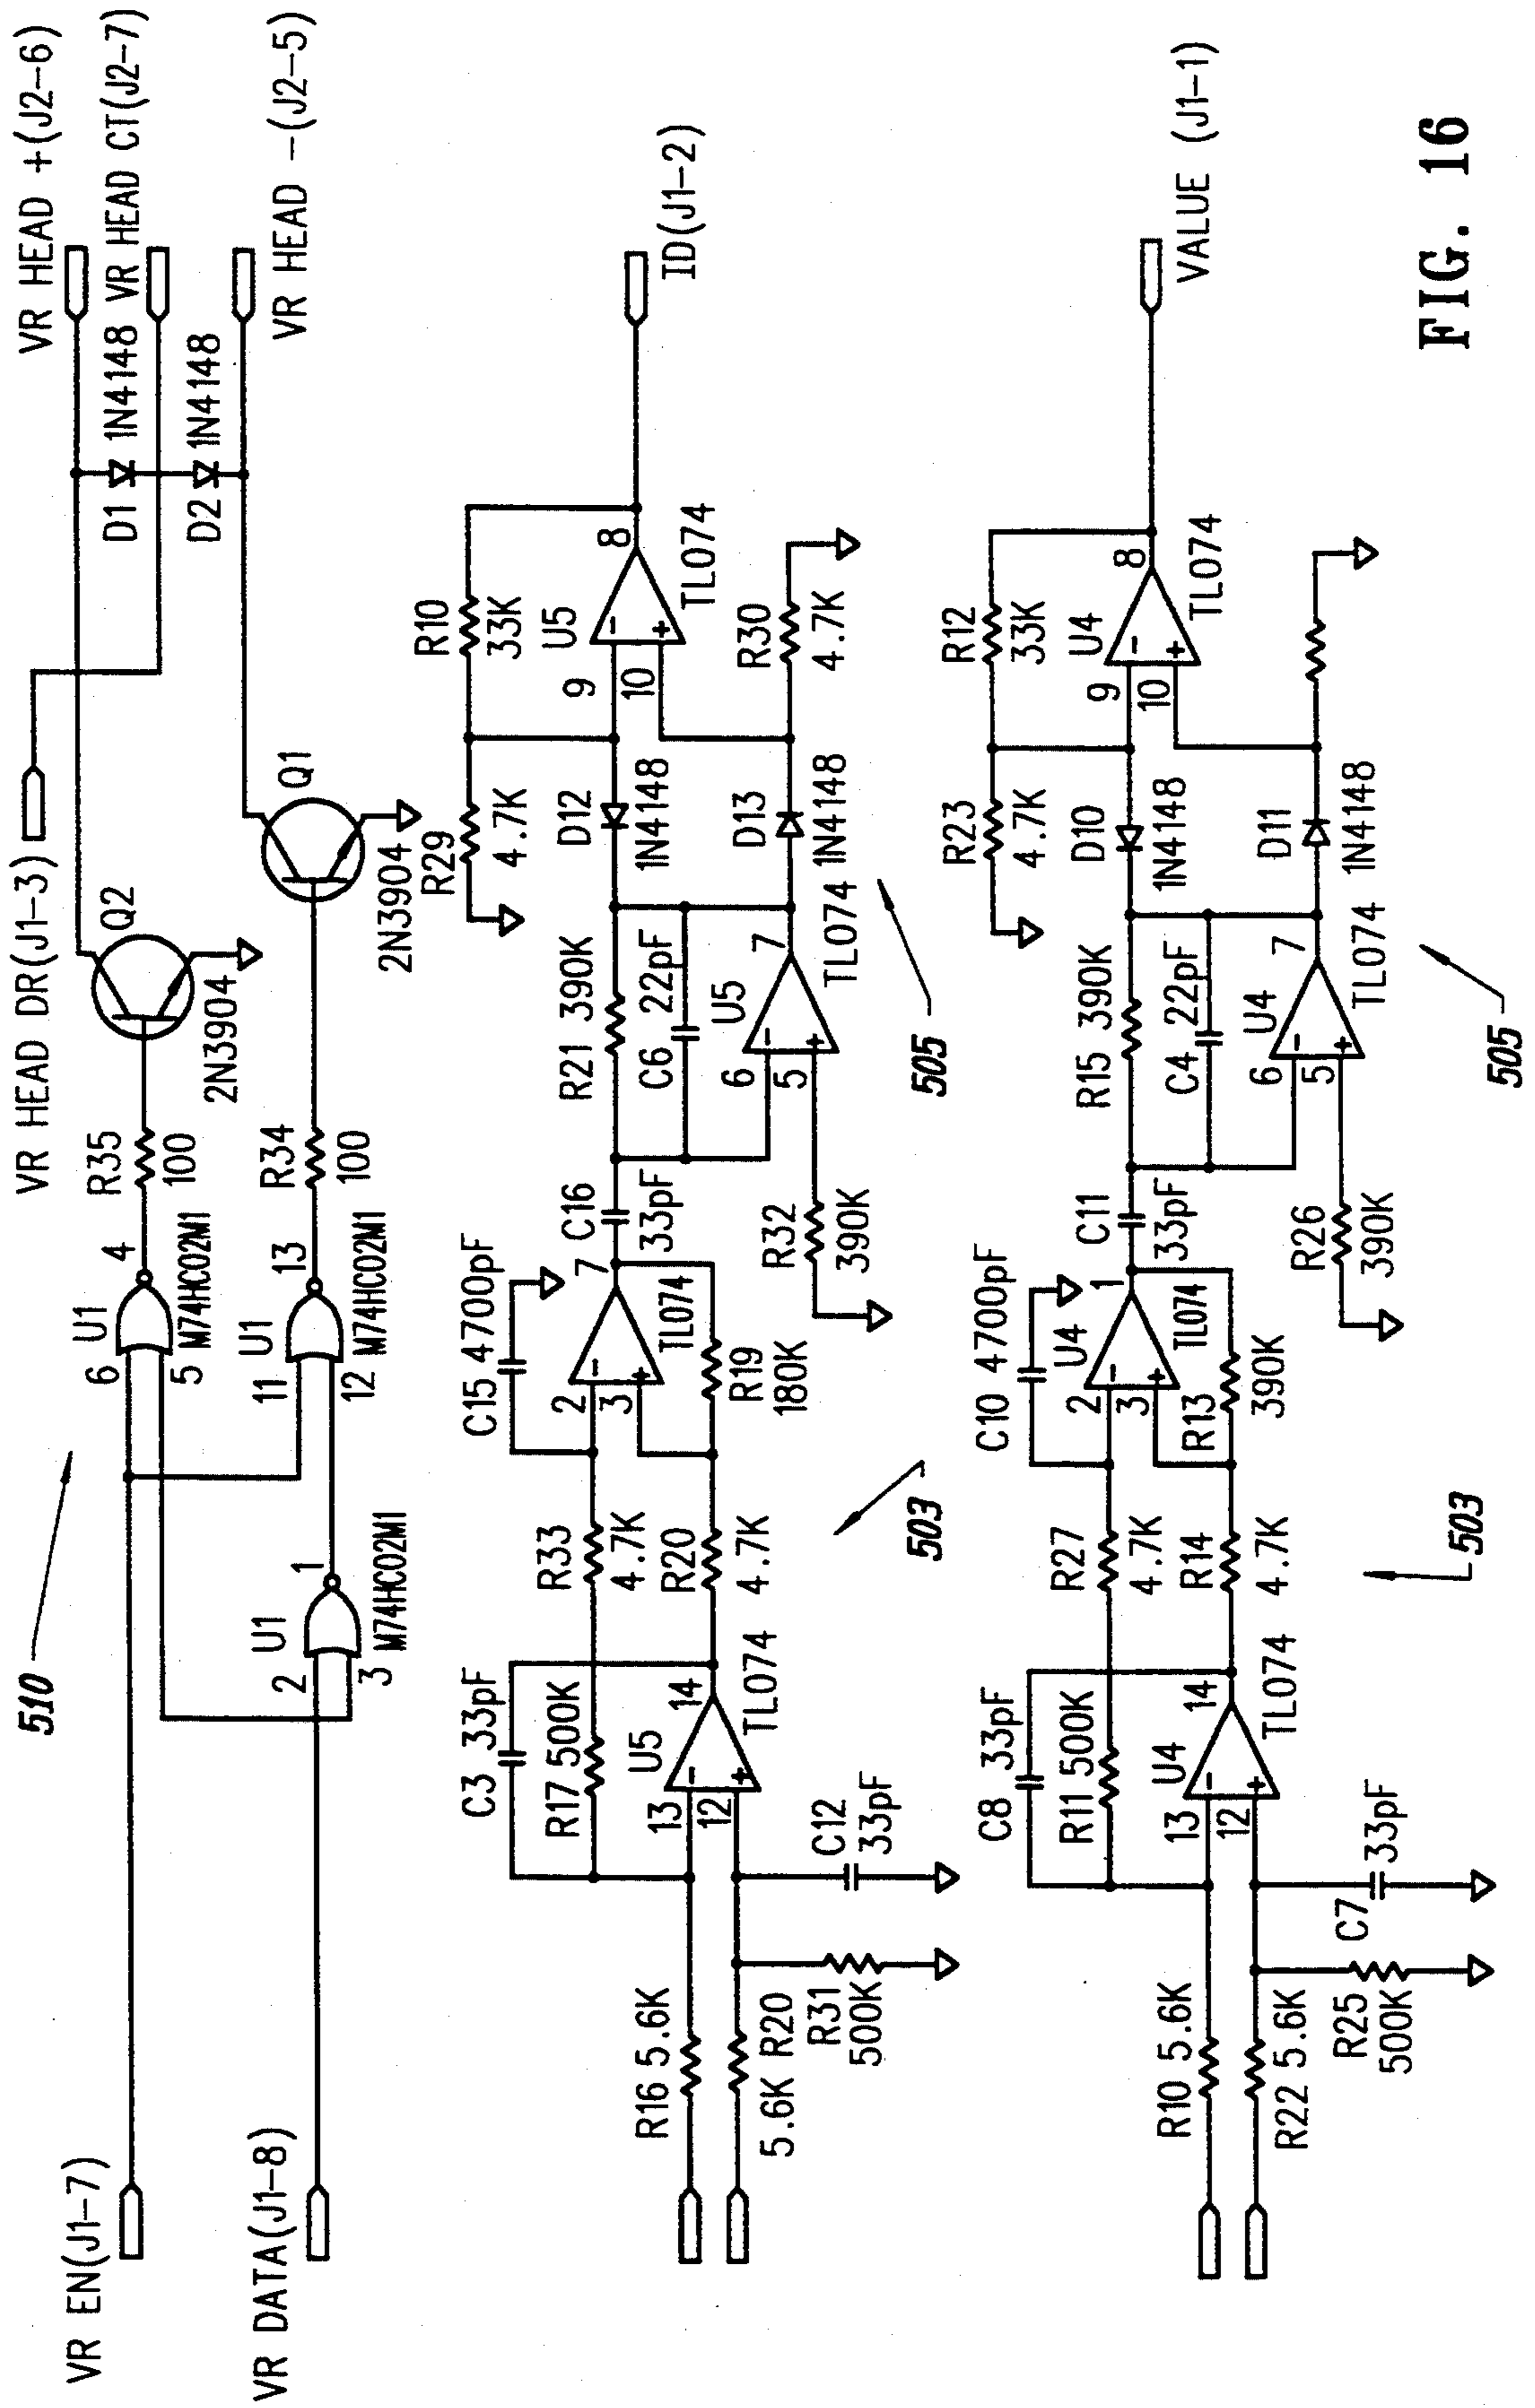 VR EN(J1-7)
VR DATA(J1-8)
510
2
3
U1
1
M74HC02M1
6
5
U1
4
M74HC02M1
11
12
U1
13
M74HC02M1
R35
100
R34
100
Q2
2N3904
Q1
2N3904
VR HEAD DR(J1-3)
D1
1N4148
D2
1N4148
VR HEAD +(J2-6)
VR HEAD CT(J2-7)
VR HEAD -(J2-5)
R16 5.6K
5.6K R20
R31
500K
C12
33pF
C3 33pF
R17 500K
13
12
U5
14
-
+
TL074
R33
4.7K
R20
4.7K
503
C15 4700pF
2
3
-
+
7
TL074
R19
180K
C16
33pF
R32
390K
R21 390K
C6 22pF
6
5
U5
-
+
7
TL074
505
R29
4.7K
D12
1N4148
D13
1N4148
R10
33K
9
10
U5
-
+
8
TL074
R30
4.7K
ID(J1-2)
R10 5.6K
R22 5.6K
R25
500K
C7
33pF
C8 33pF
R11 500K
13
12
U4
14
-
+
TL074
R27
4.7K
R14
4.7K
503
C10 4700pF
U4
2
3
-
+
1
TL074
R13
390K
C11
33pF
R26
390K
R15 390K
C4 22pF
6
5
U4
-
+
7
TL074
505
R23
4.7K
D10
1N4148
D11
1N4148
R12
33K
9
10
U4
-
+
8
TL074
VALUE (J1-1)
FIG. 16